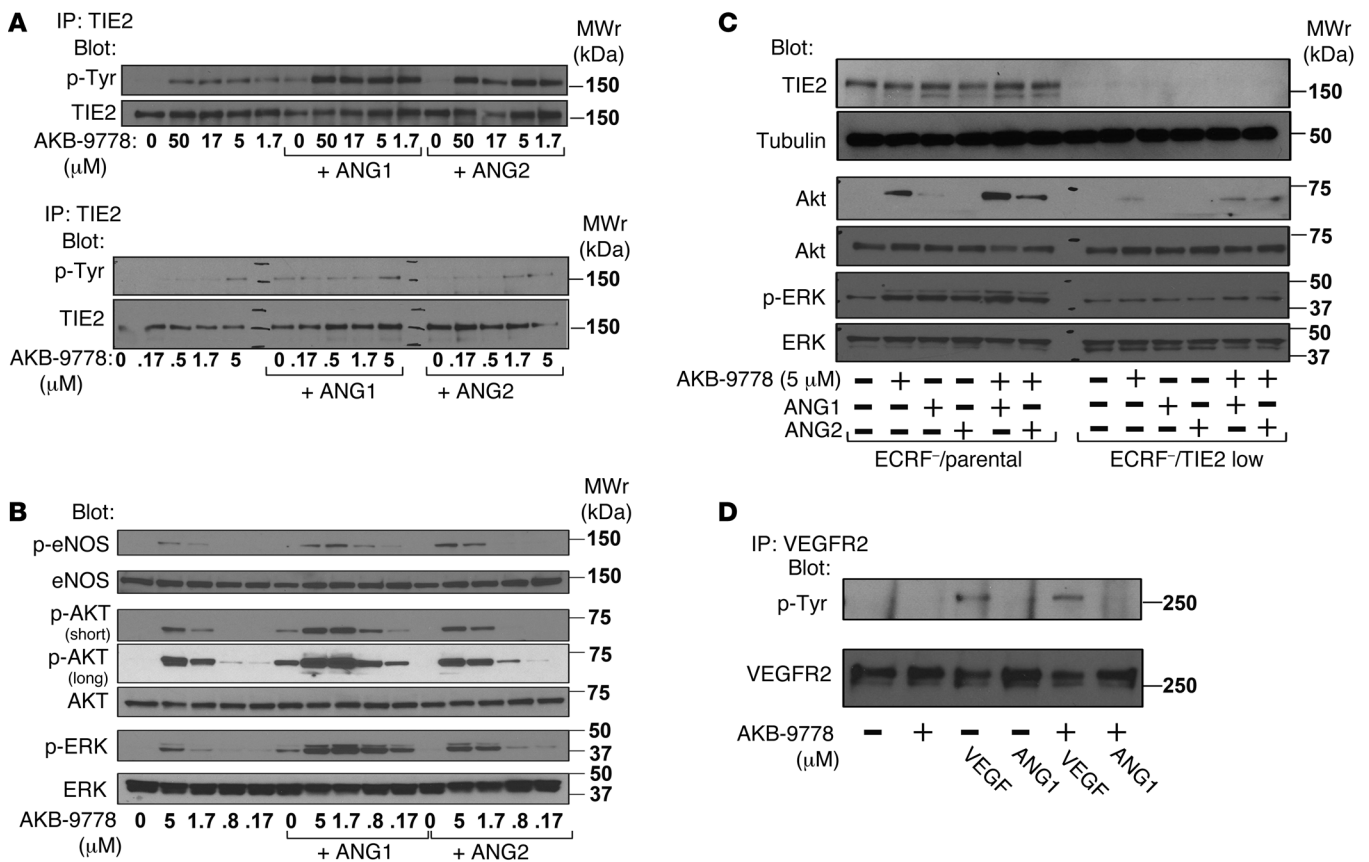 A
IP: TIE2
Blot:
MWr
(kDa)
p-Tyr
150
TIE2
150
AKB-9778: 0 50 17 5 1.7 0 50 17 5 1.7 0 50 17 5 1.7
(μM)
+ ANG1
+ ANG2
IP: TIE2
Blot:
MWr
(kDa)
p-Tyr
150
TIE2
150
AKB-9778: 0 .17 .5 1.7 5 0 .17 .5 1.7 5 0 .17 .5 1.7 5
(μM)
+ ANG1
+ ANG2
B
Blot:
MWr
(kDa)
p-eNOS
150
eNOS
150
p-AKT
(short)
75
p-AKT
(long)
75
AKT
75
p-ERK
50
37
ERK
50
37
AKB-9778 0 5 1.7 .8 .17 0 5 1.7 .8 .17 0 5 1.7 .8 .17
(μM)
+ ANG1
+ ANG2
C
Blot:
MWr
(kDa)
TIE2
150
Tubulin
50
Akt
75
Akt
75
p-ERK
50
37
ERK
50
37
AKB-9778 (5 μM) – + – – + + – + – – + +
ANG1 – – + – + – – – + – + –
ANG2 – – – + – + – – – + – +
ECRF⁻/parental
ECRF⁻/TIE2 low
D
IP: VEGFR2
Blot:
p-Tyr
250
VEGFR2
250
AKB-9778 – + – – + +
(μM)
VEGF
ANG1
VEGF
ANG1